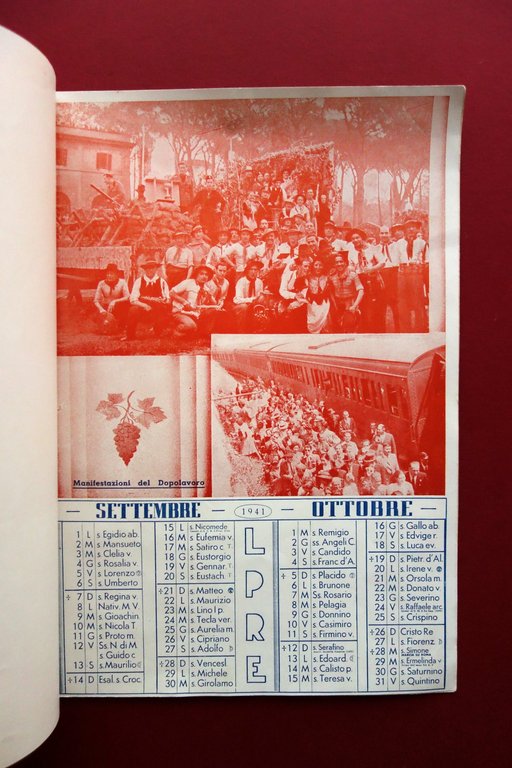 Manifestazioni del Dopolavoro
SETTEMBRE
1941
OTTOBRE
1 L s. Egidio ab.
2 M s. Mansueto
3 M s. Clelia v.
4 G s. Rosalia v.
5 V s. Lorenzo
6 S s. Umberto
7 D s. Regina v.
8 L Nativ. M V.
9 M s. Gioachin
10 M s. Nicola T.
11 G s. Proto m.
12 V Ss. N di M
s. Guido c
13 S s. Maurilio
14 D Esal. s Croc.
15 L s. Nicomede
16 M s. Eufemia v.
17 M s. Satiro c T
18 G s. Eustorgio
19 V s. Gennar. T
20 S s. Eustach. T
21 D s. Matteo
22 L s. Maurizio
23 M s. Lino I p.
24 M s. Tecla ver.
25 G s. Aurelia m.
26 V s. Cipriano
27 S s. Adolfo
28 D s. Vencesl.
29 L s. Michele
30 M s. Girolamo
LPRE
1 M s. Remigio
2 G ss. Angeli C.
3 V s. Candido
4 S s. Franc d'A.
5 D s. Placido
6 L s. Brunone
7 M Ss. Rosario
8 M s. Pelagia
9 G s. Donnino
10 V s. Casimiro
11 S s. Firmino v.
12 D s. Serafino
13 L s. Edoard.
14 M s. Calisto p.
15 M s. Teresa v.
16 G s. Gallo ab.
17 V s. Edvige r.
18 S s. Luca ev.
19 D s. Pietr. d'Al.
20 L s. Irene v.
21 M s. Orsola m.
22 M s. Donato v.
23 G s. Severino
24 V s. Raffaele arc.
25 S s. Crispino
26 D Cristo Re
27 L s. Fiorenz.
28 M s. Simone
29 M s. Ermelinda
30 G s. Saturnino
31 V s. Quintino